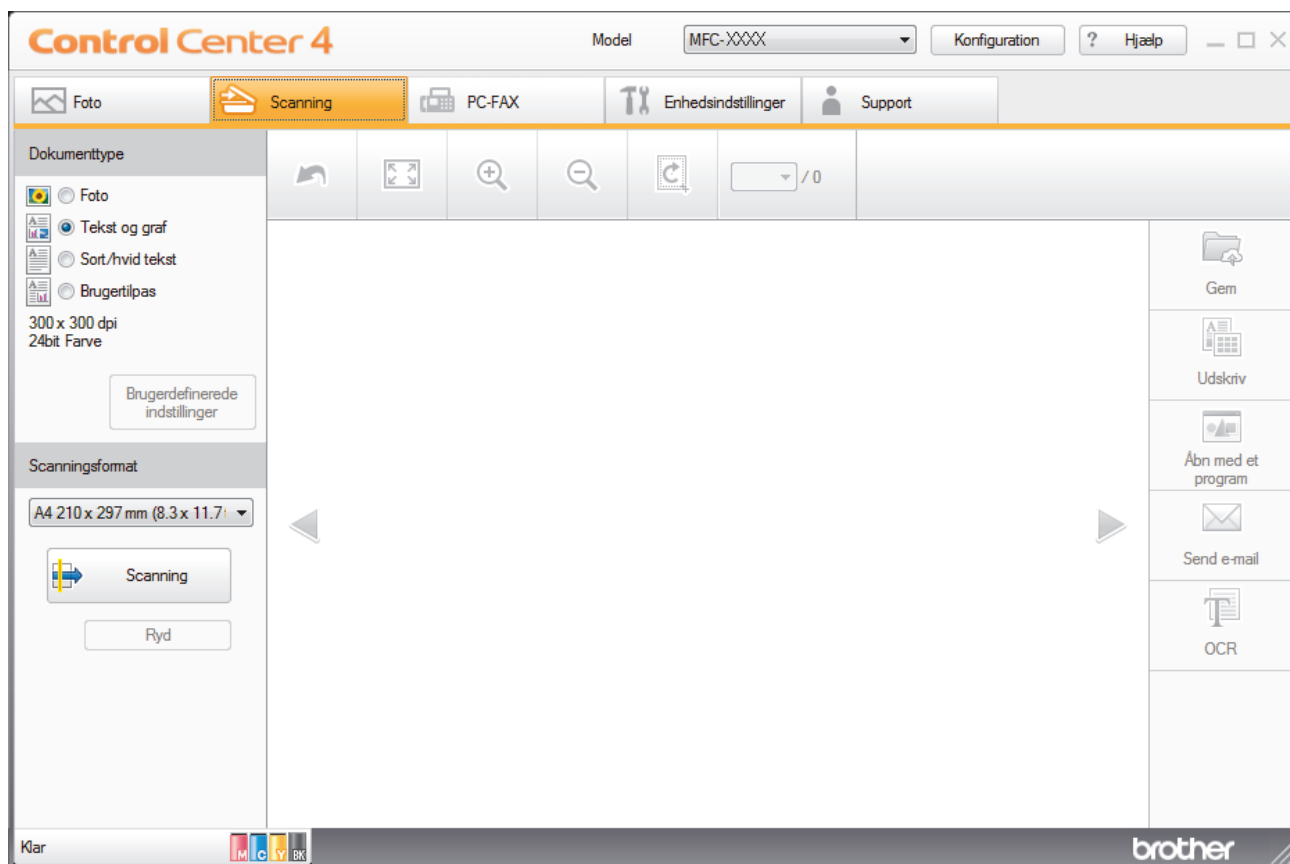 Control Center 4
Model
MFC-XXXX
Konfiguration
? Hjælp
Foto
Scanning
PC-FAX
Enhedsindstillinger
Support
Dokumenttype
Foto
Tekst og graf
Sort/hvid tekst
Brugertilpas
300 x 300 dpi
24bit Farve
Brugerdefinerede
indstillinger
Scanningsformat
A4 210 x 297 mm (8.3 x 11.7
Scanning
Ryd
/ 0
Gem
Udskriv
Åbn med et
program
Send e-mail
OCR
Klar
M C Y BK
brother